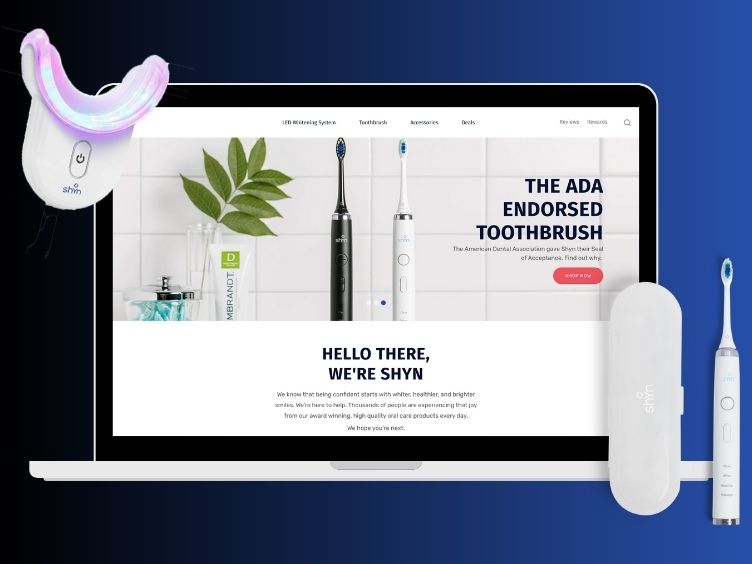 LED Whitening System Toothbrush Accessories Deals Reviews Rewards
shyn
THE ADA
ENDORSED
TOOTHBRUSH
The American Dental Association gave Shyn their Seal
of Acceptance. Find out why.
SHOP NOW
shyn
shyn
D
MBRANDT.
HELLO THERE,
WE'RE SHYN
We know that being confident starts with whiter, healthier, and brighter
smiles. We're here to help. Thousands of people are experiencing that joy
from our award winning, high quality oral care products every day.
We hope you're next.
shyn
shyn